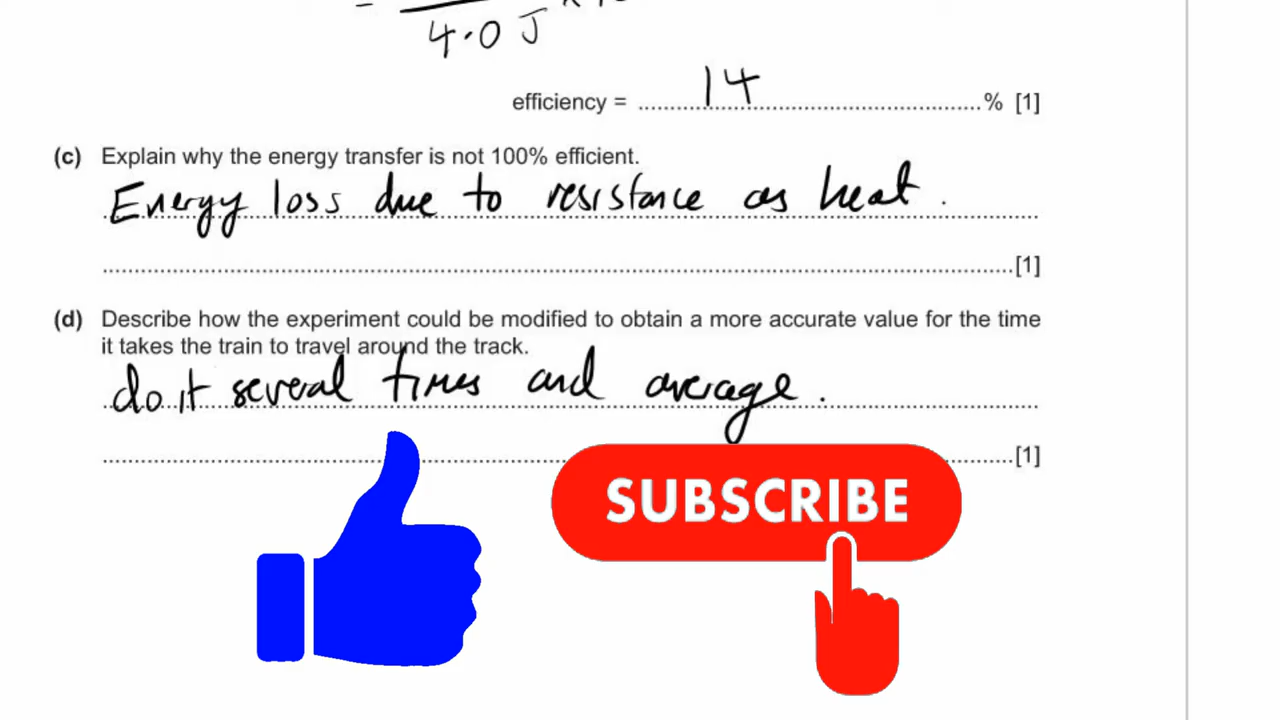 =
4.0 J
efficiency = 14 % [1]
(c) Explain why the energy transfer is not 100% efficient.
Energy loss due to resistance as heat.
[1]
(d) Describe how the experiment could be modified to obtain a more accurate value for the time
it takes the train to travel around the track.
do it several times and average.
[1]
SUBSCRIBE